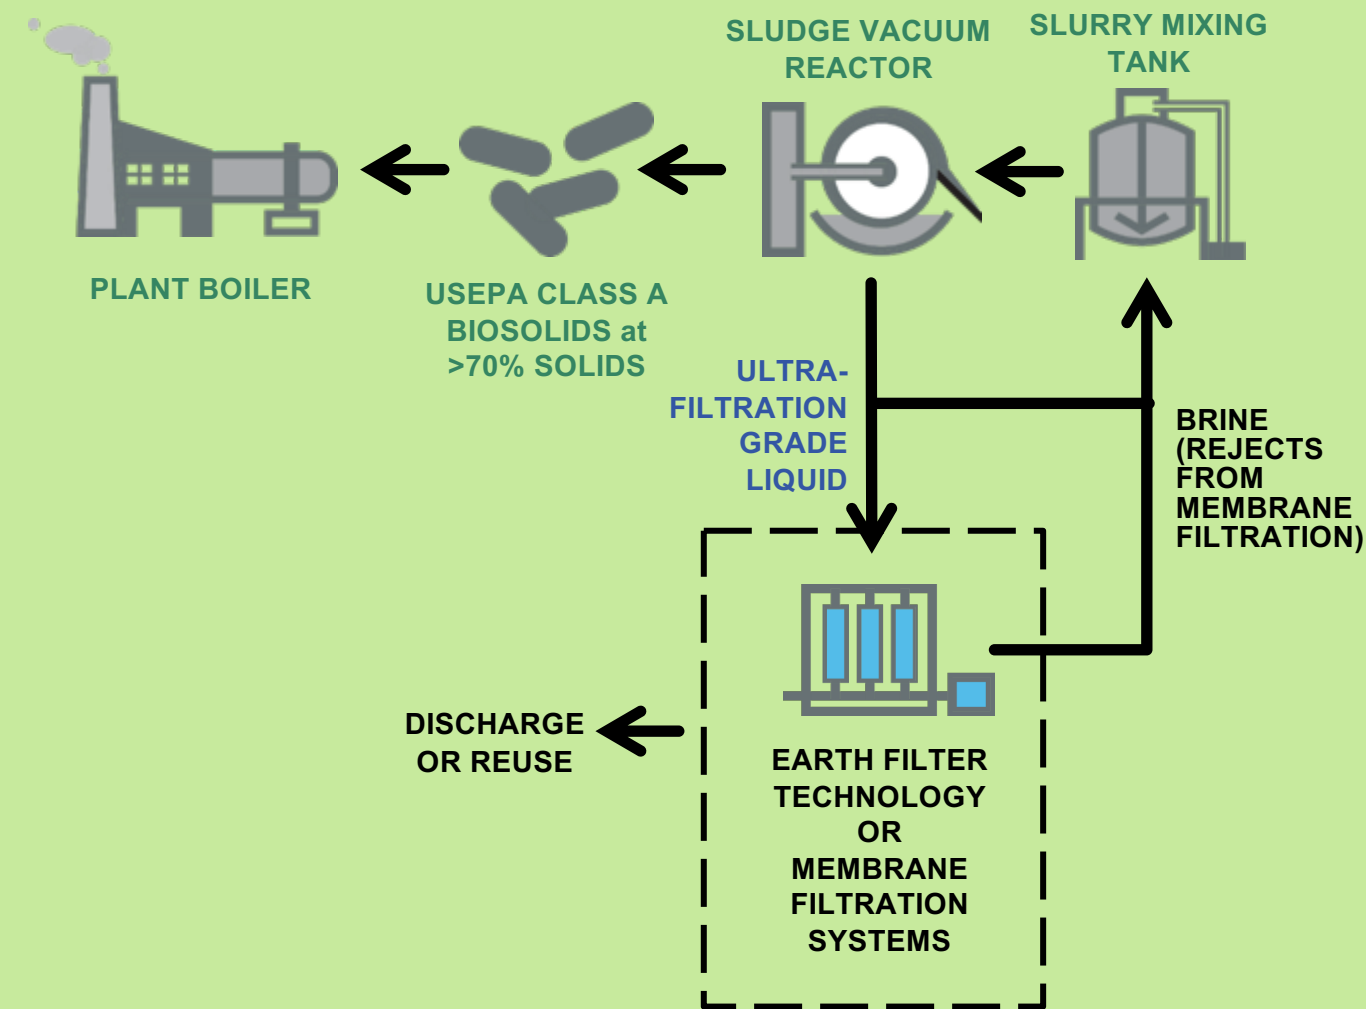 SLUDGE VACUUM
REACTOR
SLURRY MIXING
TANK
PLANT BOILER
USEPA CLASS A
BIOSOLIDS at
>70% SOLIDS
ULTRA-
FILTRATION
GRADE
LIQUID
BRINE
(REJECTS
FROM
MEMBRANE
FILTRATION)
DISCHARGE
OR REUSE
EARTH FILTER
TECHNOLOGY
OR
MEMBRANE
FILTRATION
SYSTEMS